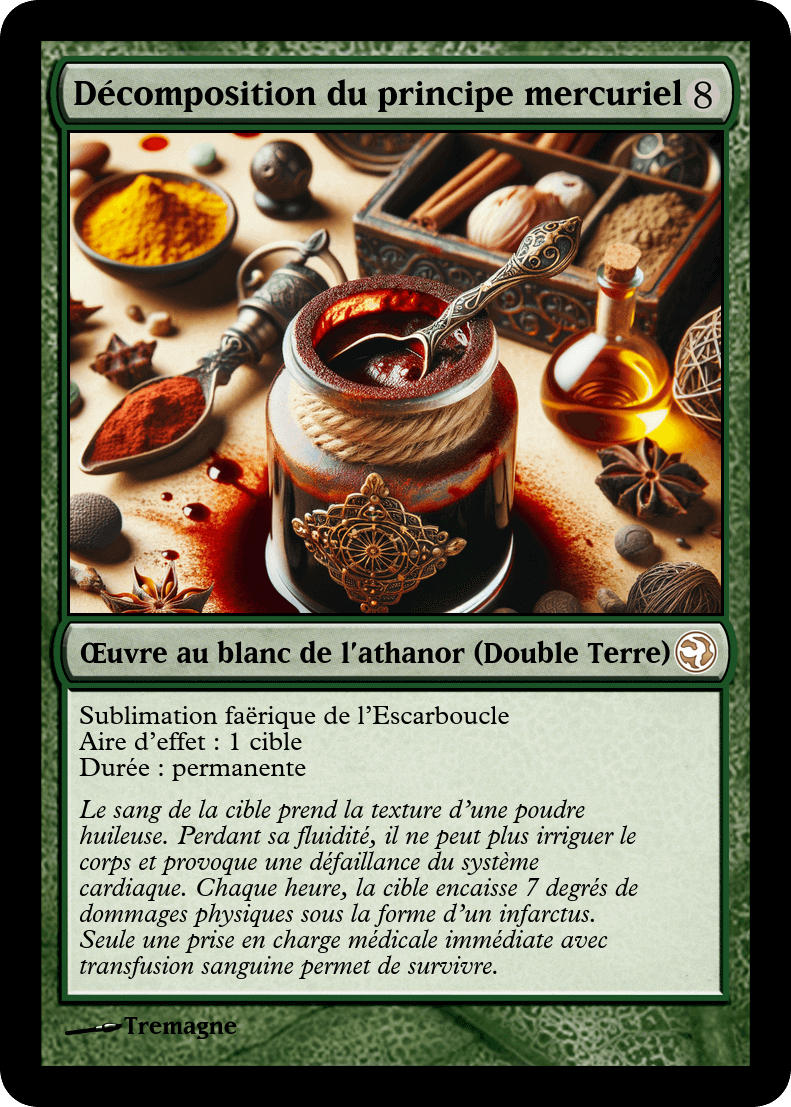 Décomposition du principe mercuriel 8
Œuvre au blanc de l'athanor (Double Terre)
Sublimation faërique de l'Escarboucle
Aire d'effet : 1 cible
Durée : permanente
Le sang de la cible prend la texture d'une poudre
huileuse. Perdant sa fluidité, il ne peut plus irriguer le
corps et provoque une défaillance du système
cardiaque. Chaque heure, la cible encaisse 7 degrés de
dommages physiques sous la forme d'un infarctus.
Seule une prise en charge médicale immédiate avec
transfusion sanguine permet de survivre.
Tremagne